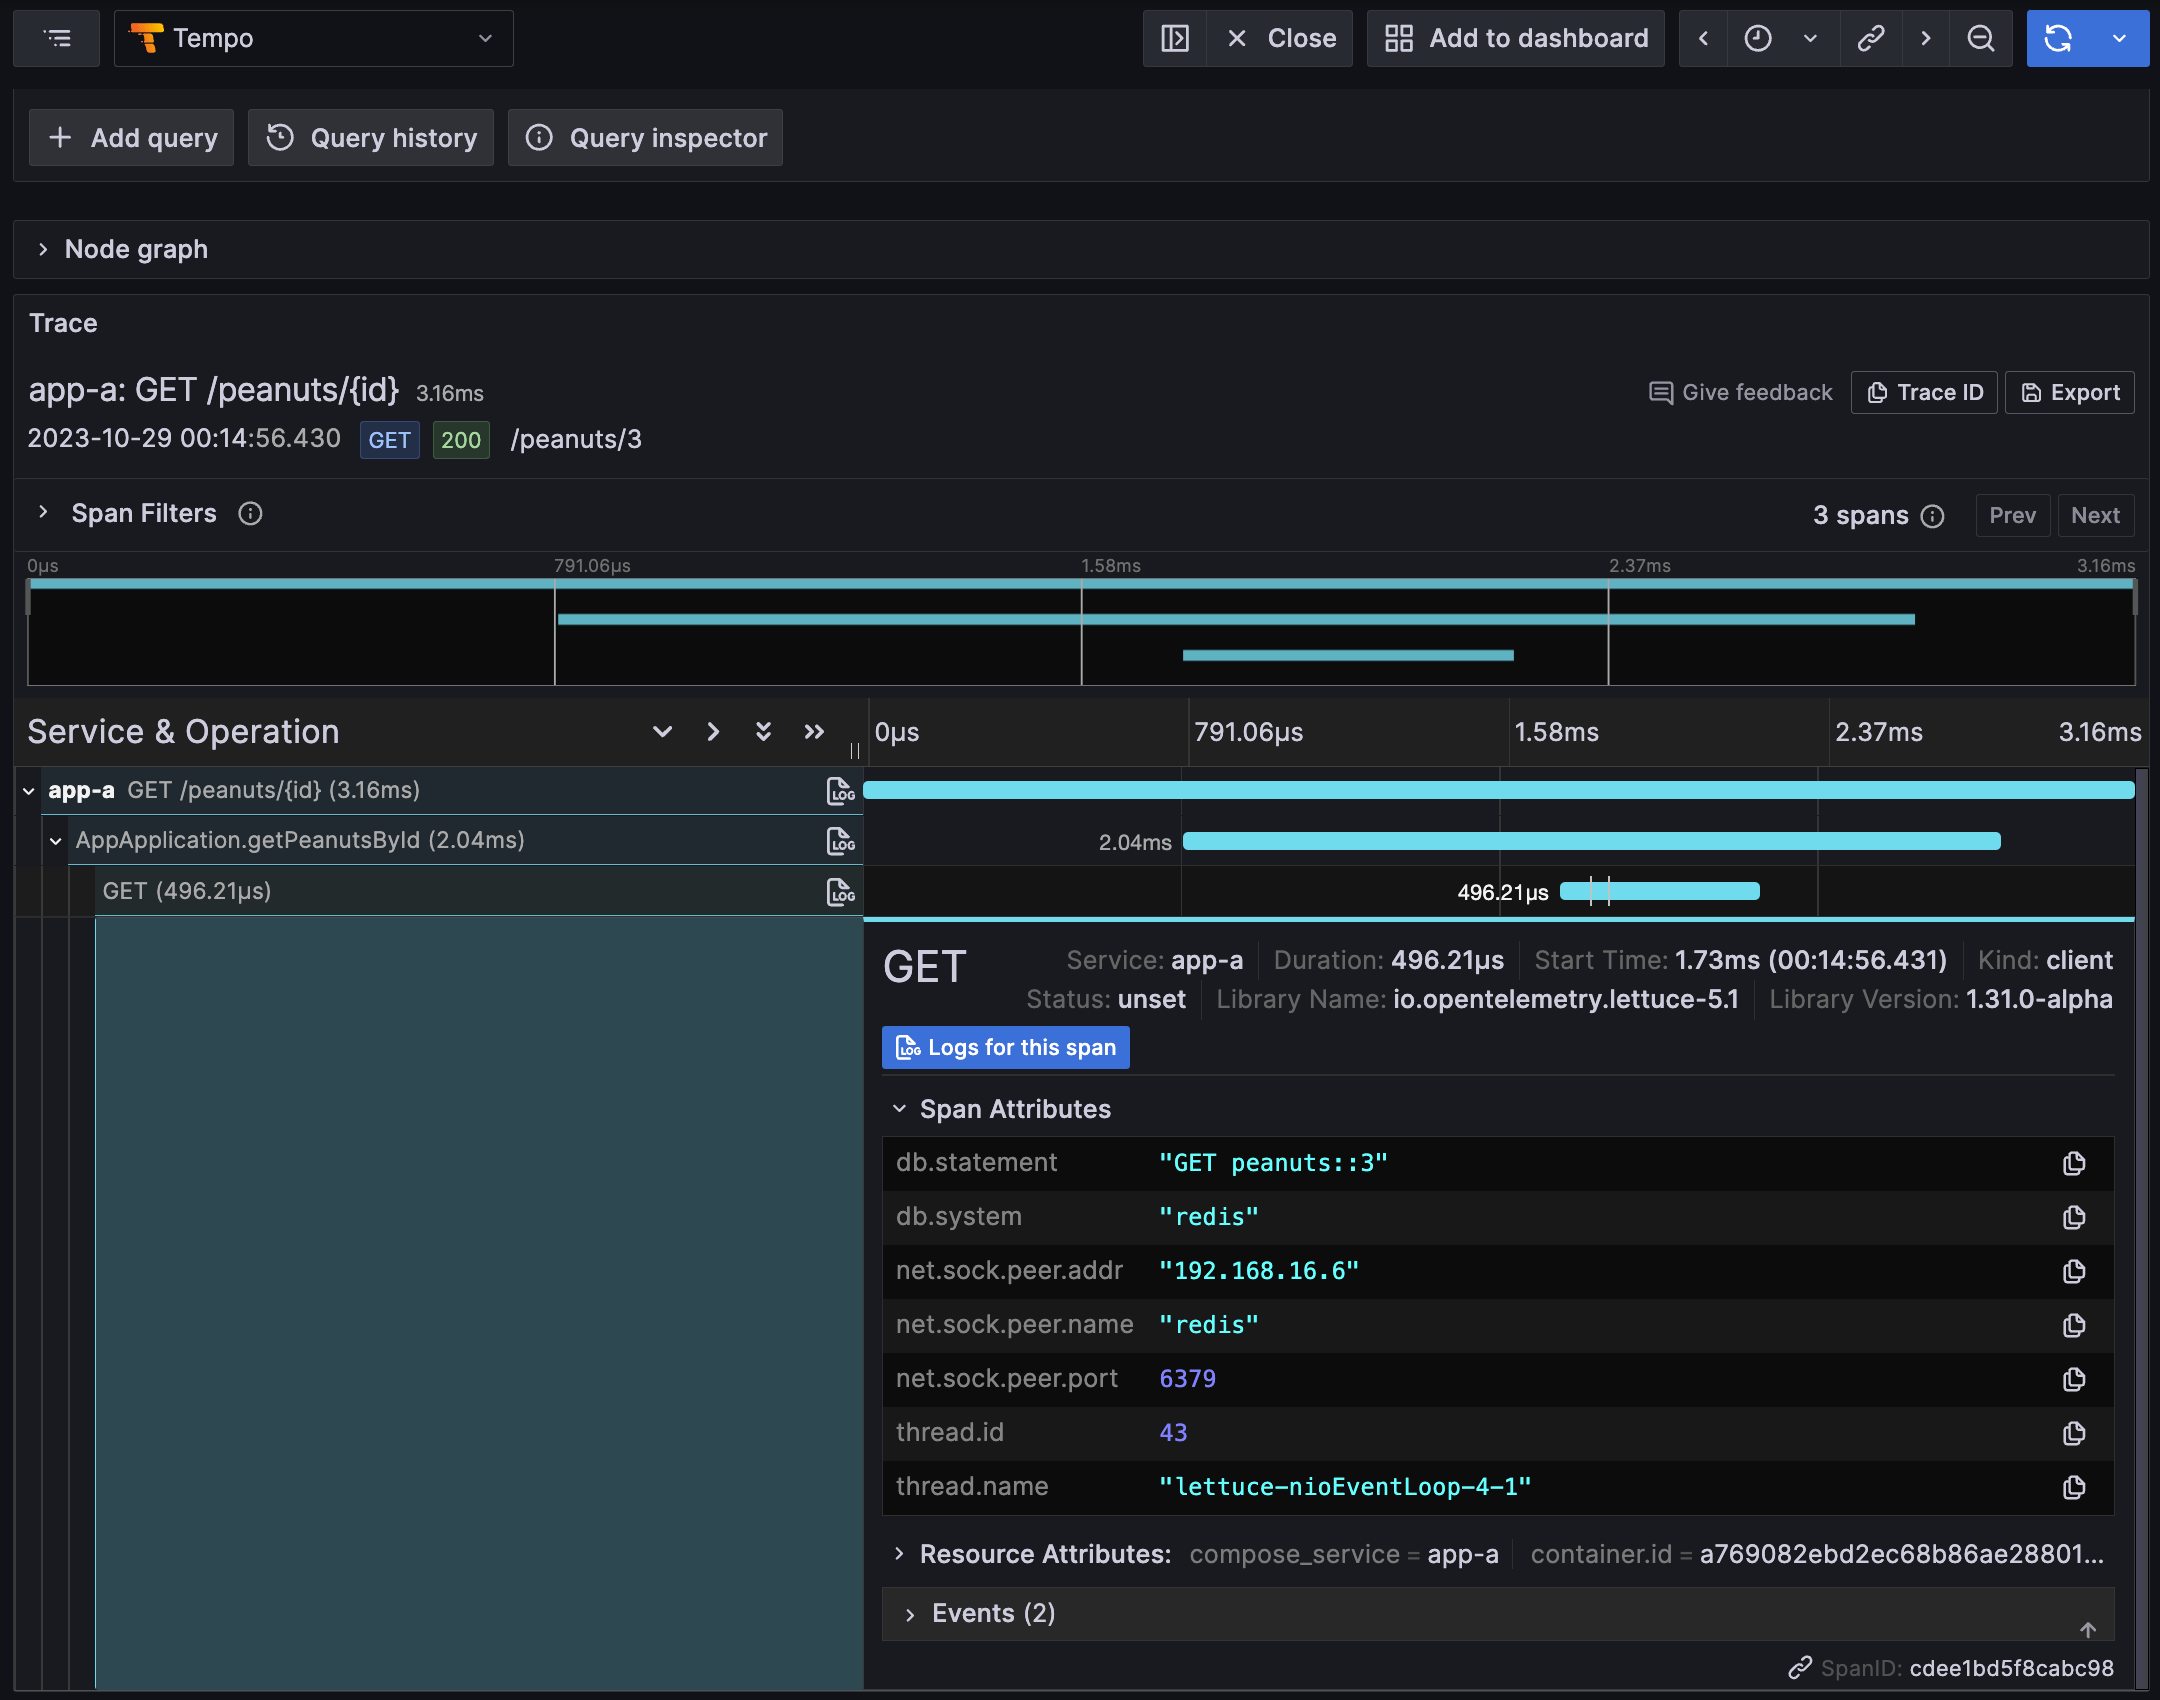 Tempo
Close
Add to dashboard
Add query
Query history
Query inspector
Node graph
Trace
app-a: GET /peanuts/{id} 3.16ms
Give feedback
Trace ID
Export
2023-10-29 00:14:56.430 GET 200 /peanuts/3
Span Filters
3 spans
Prev
Next
0μs 791.06μs 1.58ms 2.37ms 3.16ms
Service & Operation
0μs 791.06μs 1.58ms 2.37ms 3.16ms
app-a GET /peanuts/{id} (3.16ms) LOG
AppApplication.getPeanutsById (2.04ms) LOG 2.04ms
GET (496.21μs) LOG 496.21μs
GET
Service: app-a Duration: 496.21μs Start Time: 1.73ms (00:14:56.431) Kind: client
Status: unset Library Name: io.opentelemetry.lettuce-5.1 Library Version: 1.31.0-alpha
LOG Logs for this span
Span Attributes
db.statement "GET peanuts::3"
db.system "redis"
net.sock.peer.addr "192.168.16.6"
net.sock.peer.name "redis"
net.sock.peer.port 6379
thread.id 43
thread.name "lettuce-nioEventLoop-4-1"
Resource Attributes: compose_service = app-a container.id = a769082ebd2ec68b86ae28801...
Events (2)
SpanID: cdee1bd5f8cabc98